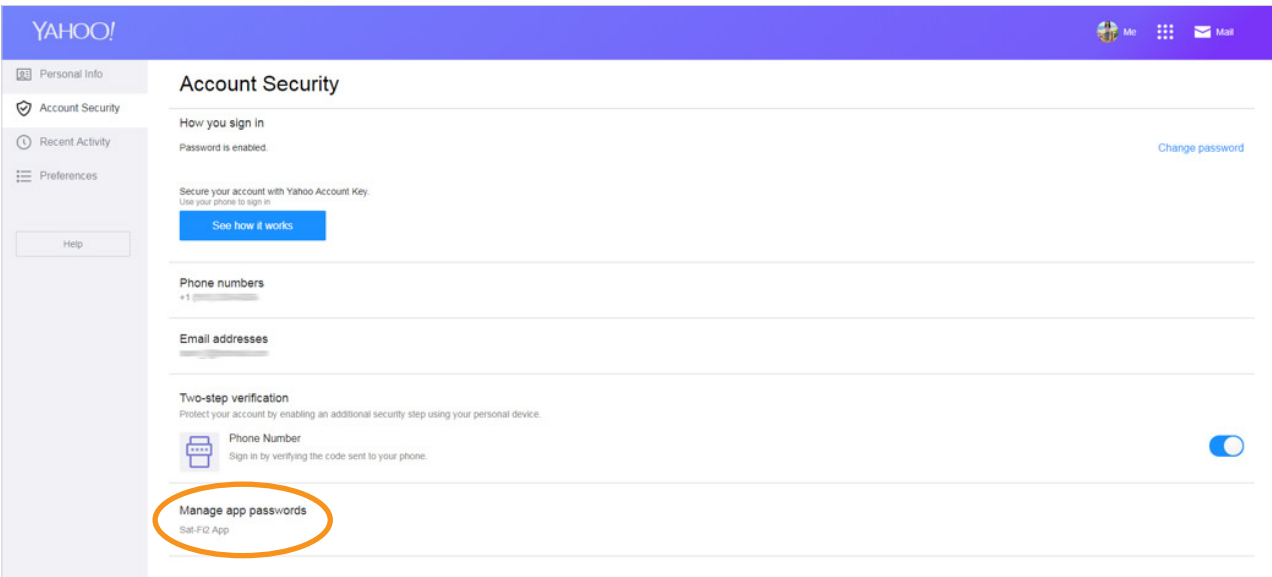 YAHOO!
Me
Mail
Personal Info
Account Security
Recent Activity
Preferences
Help
Account Security
How you sign in
Password is enabled.
Change password
Secure your account with Yahoo Account Key.
Use your phone to sign in
See how it works
Phone numbers
+1
Email addresses
Two-step verification
Protect your account by enabling an additional security step using your personal device.
Phone Number
Sign in by verifying the code sent to your phone.
Manage app passwords
Sat-Fi2 App